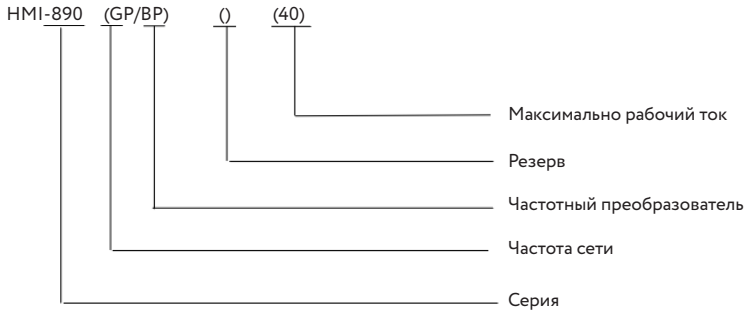 HMI-890 (GP/BP) () (40)
Максимально рабочий ток
Резерв
Частотный преобразователь
Частота сети
Серия